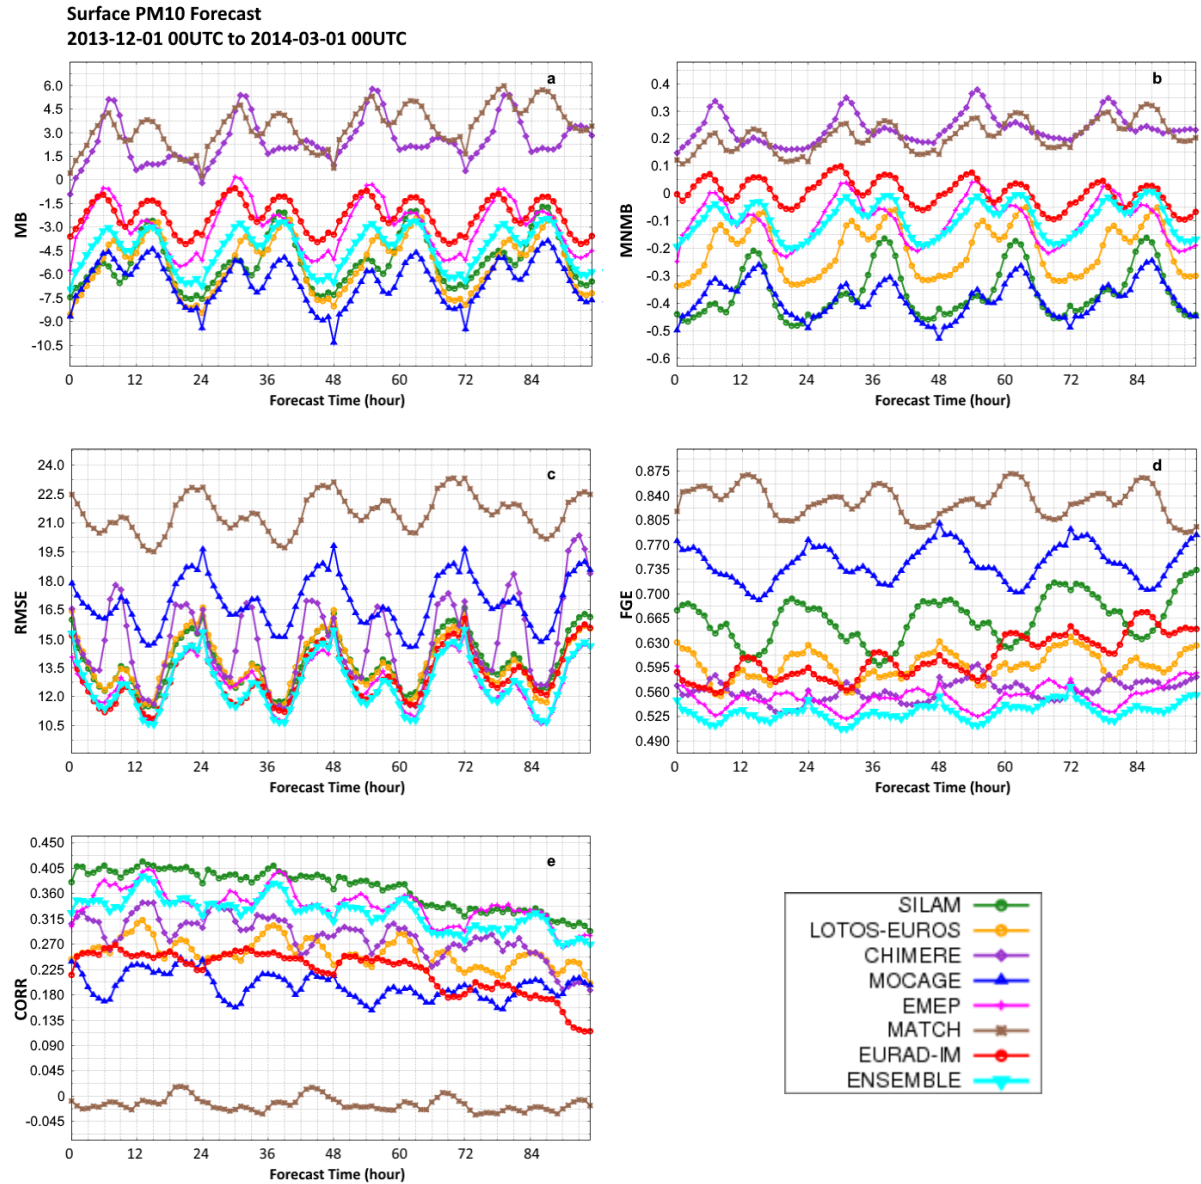 Surface PM10 Forecast
2013-12-01 00UTC to 2014-03-01 00UTC
a
MB
6.0
4.5
3.0
1.5
0
-1.5
-3.0
-4.5
-6.0
-7.5
-9.0
-10.5
0 12 24 36 48 60 72 84
Forecast Time (hour)
b
MNMB
0.4
0.3
0.2
0.1
0
-0.1
-0.2
-0.3
-0.4
-0.5
-0.6
0 12 24 36 48 60 72 84
Forecast Time (hour)
c
RMSE
24.0
22.5
21.0
19.5
18.0
16.5
15.0
13.5
12.0
10.5
0 12 24 36 48 60 72 84
Forecast Time (hour)
d
FGE
0.875
0.840
0.805
0.770
0.735
0.700
0.665
0.630
0.595
0.560
0.525
0.490
0 12 24 36 48 60 72 84
Forecast Time (hour)
e
CORR
0.450
0.405
0.360
0.315
0.270
0.225
0.180
0.135
0.090
0.045
0
-0.045
0 12 24 36 48 60 72 84
Forecast Time (hour)
SILAM
LOTOS-EUROS
CHIMERE
MOCAGE
EMEP
MATCH
EURAD-IM
ENSEMBLE